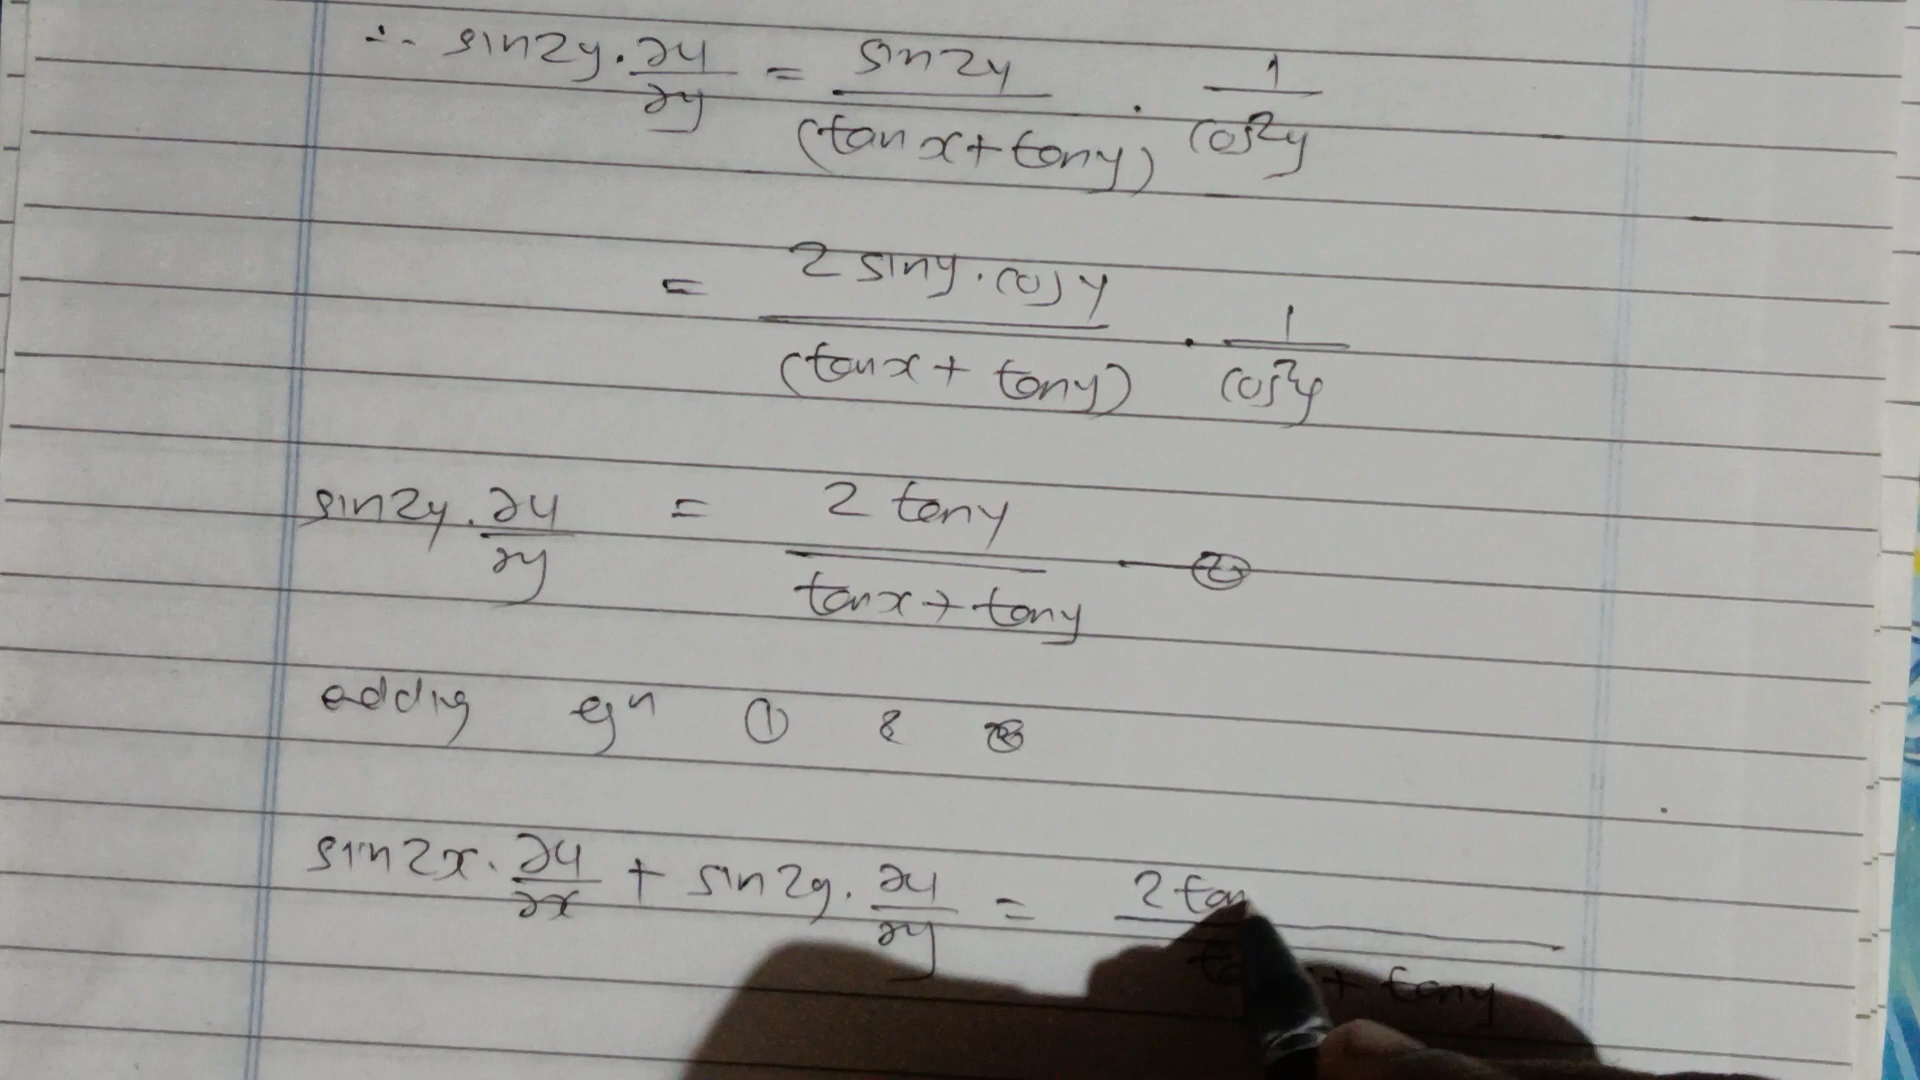 ∴ sin2y . ∂u/∂y = sin2y/(tan x + tany) . 1/cos²y
= 2 siny . cosy/(tanx + tany) . 1/cos²y
sin2y . ∂u/∂y = 2 tany/tanx + tany — ②
adding eqn ① & ②
sin2x . ∂u/∂x + sin2y . ∂u/∂y = 2 tan / + tany